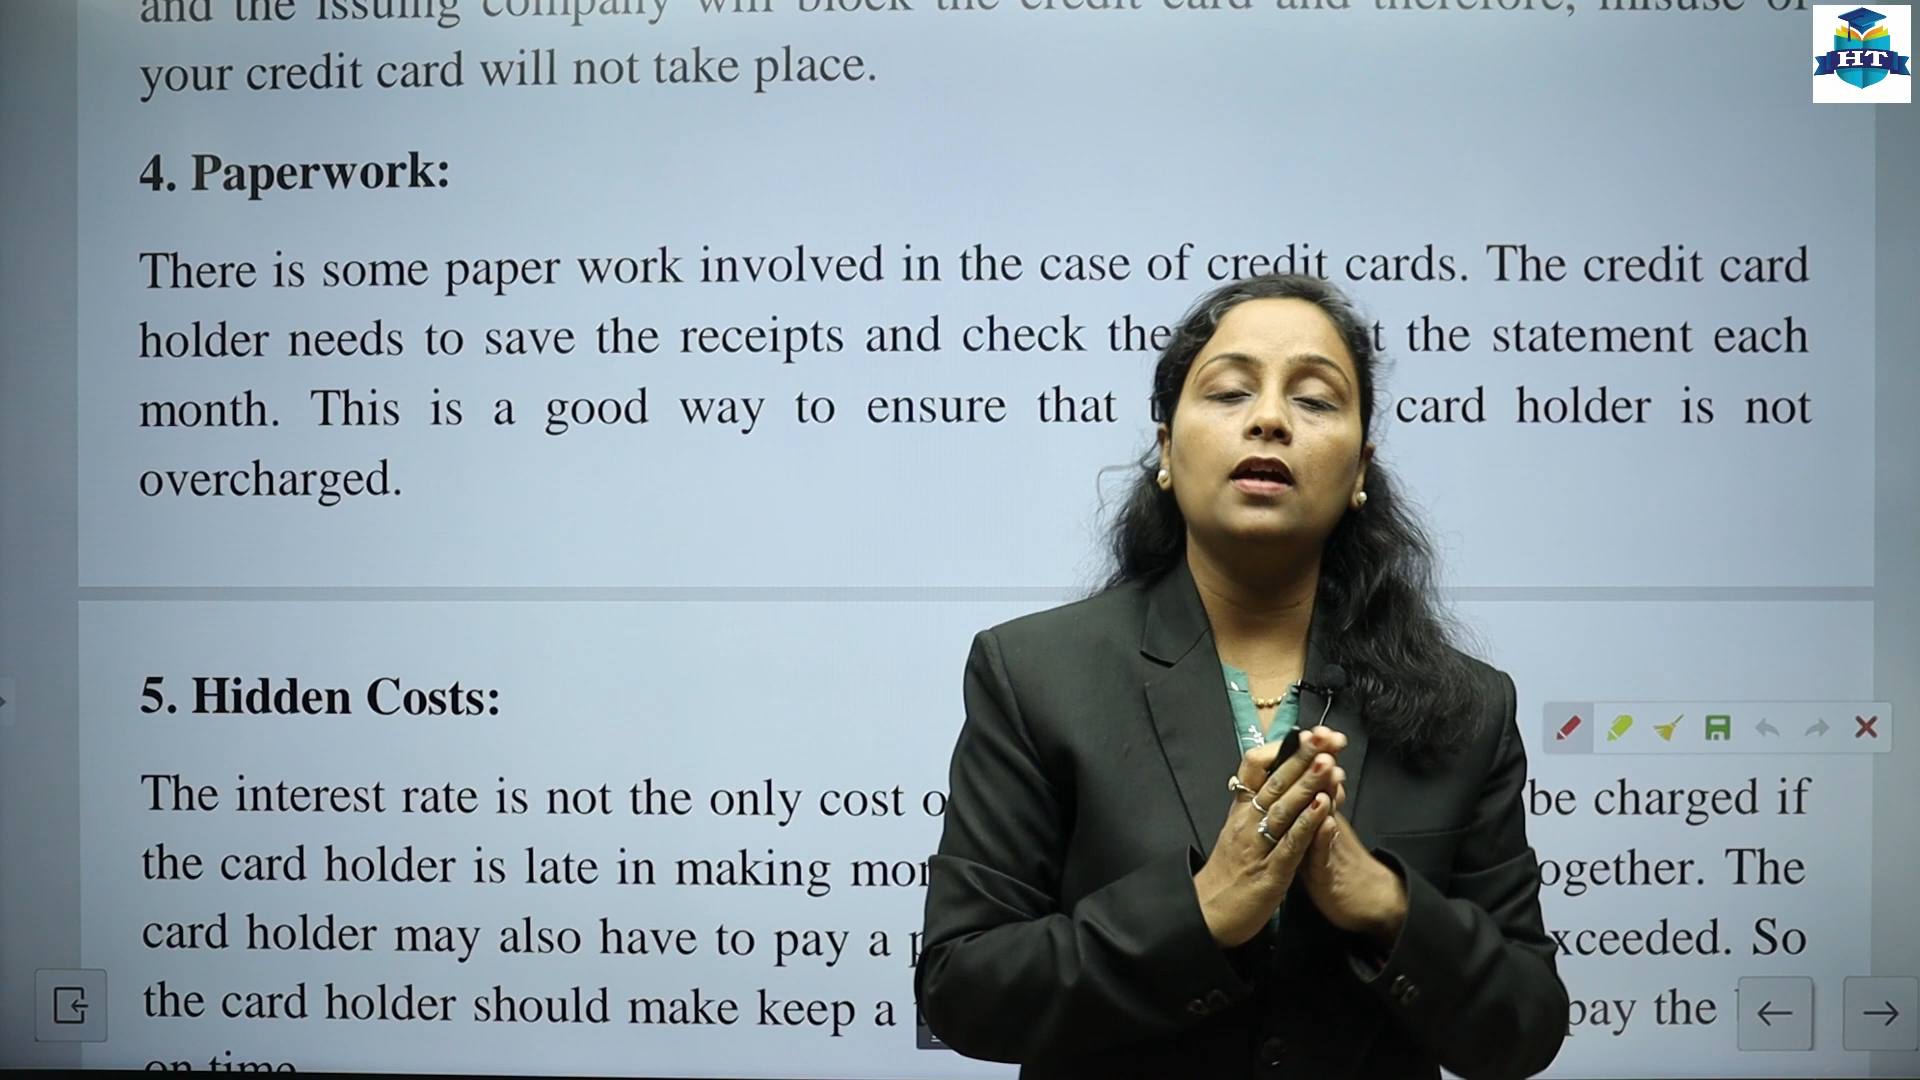 and the issuing company will block the credit card and therefore, misuse of
your credit card will not take place.
HT
4. Paperwork:
There is some paper work involved in the case of credit cards. The credit card
holder needs to save the receipts and check the t the statement each
month. This is a good way to ensure that card holder is not
overcharged.
5. Hidden Costs:
The interest rate is not the only cost o be charged if
the card holder is late in making mor ogether. The
card holder may also have to pay a p xceeded. So
the card holder should make keep a pay the
on time